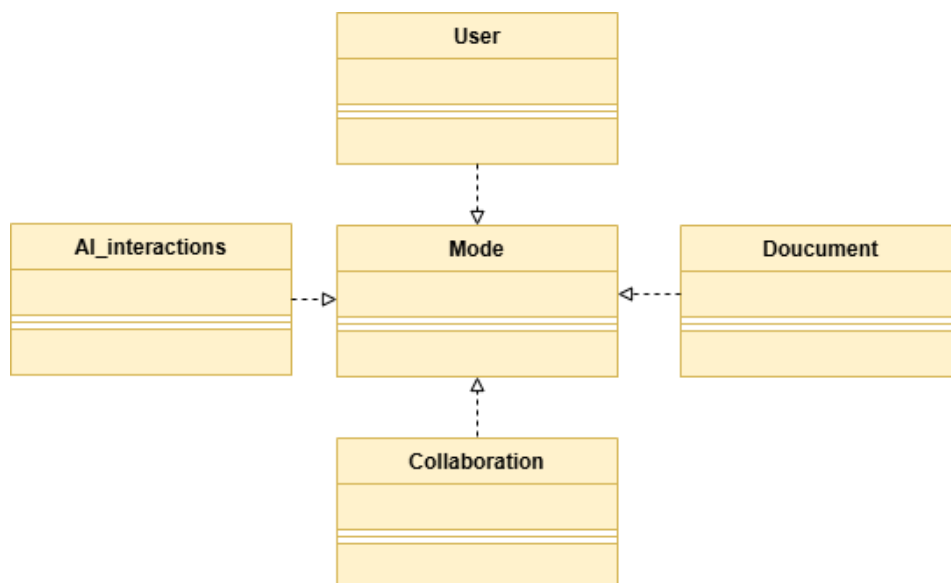 User
AI_interactions
Mode
Doucument
Collaboration